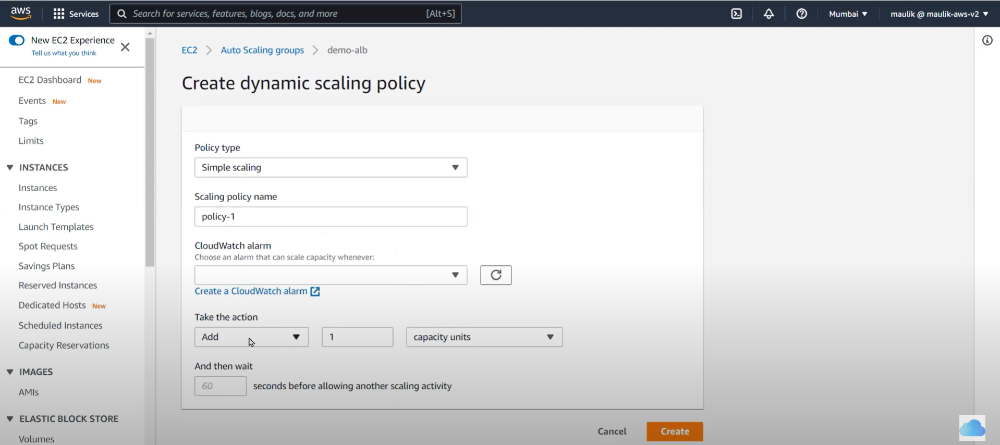 aws
Services
Search for services, features, blogs, docs, and more [Alt+S]
Mumbai
maulik @ maulik-aws-v2
New EC2 Experience
Tell us what you think
EC2 Dashboard New
Events New
Tags
Limits
INSTANCES
Instances
Instance Types
Launch Templates
Spot Requests
Savings Plans
Reserved Instances
Dedicated Hosts New
Scheduled Instances
Capacity Reservations
IMAGES
AMIs
ELASTIC BLOCK STORE
Volumes
EC2 > Auto Scaling groups > demo-alb
Create dynamic scaling policy
Policy type
Simple scaling
Scaling policy name
policy-1
CloudWatch alarm
Choose an alarm that can scale capacity whenever:
Create a CloudWatch alarm
Take the action
Add 1 capacity units
And then wait
60 seconds before allowing another scaling activity
Cancel Create